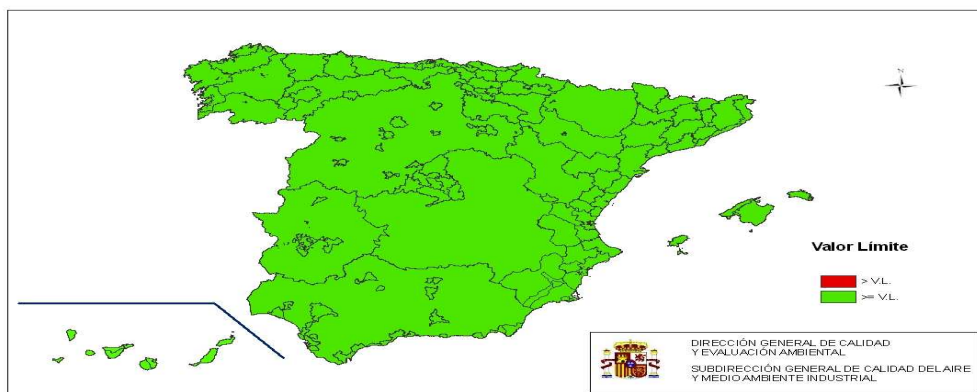 Valor Límite
> V.L.
>= V.L.
DIRECCIÓN GENERAL DE CALIDAD
Y EVALUACIÓN AMBIENTAL
SUBDIRECCIÓN GENERAL DE CALIDAD DEL AIRE
Y MEDIO AMBIENTE INDUSTRIAL